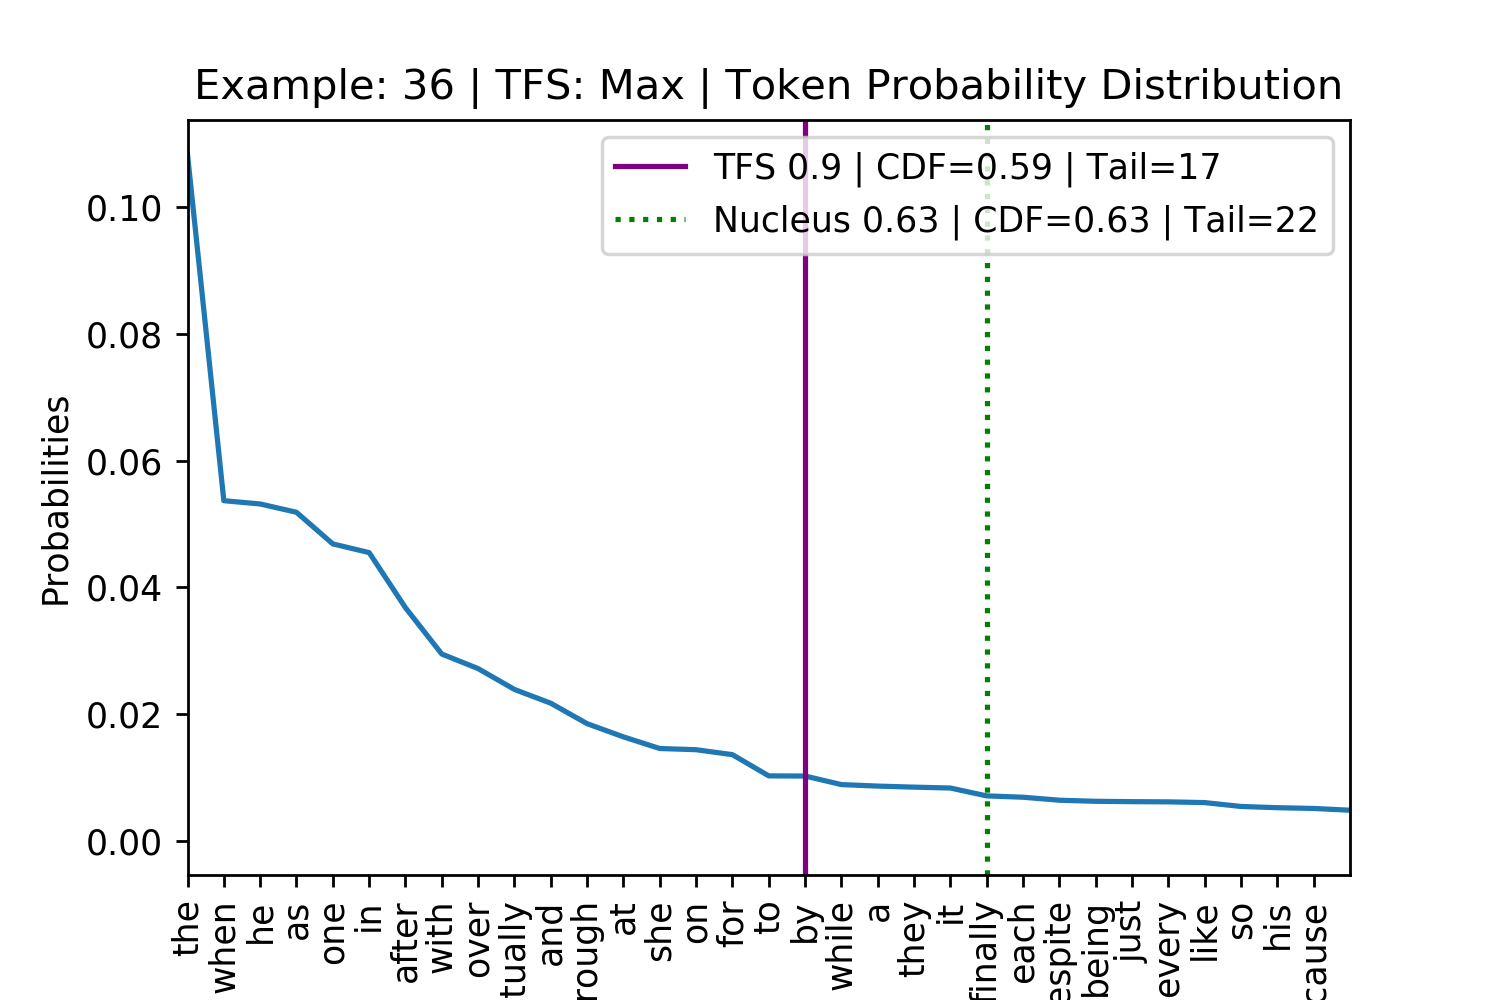 Example: 36 | TFS: Max | Token Probability Distribution
TFS 0.9 | CDF=0.59 | Tail=17
Nucleus 0.63 | CDF=0.63 | Tail=22
Probabilities
0.10
0.08
0.06
0.04
0.02
0.00
the
when
he
as
one
in
after
with
over
tually
and
rough
at
she
on
for
to
by
while
a
they
it
finally
each
espite
being
just
every
like
so
his
cause